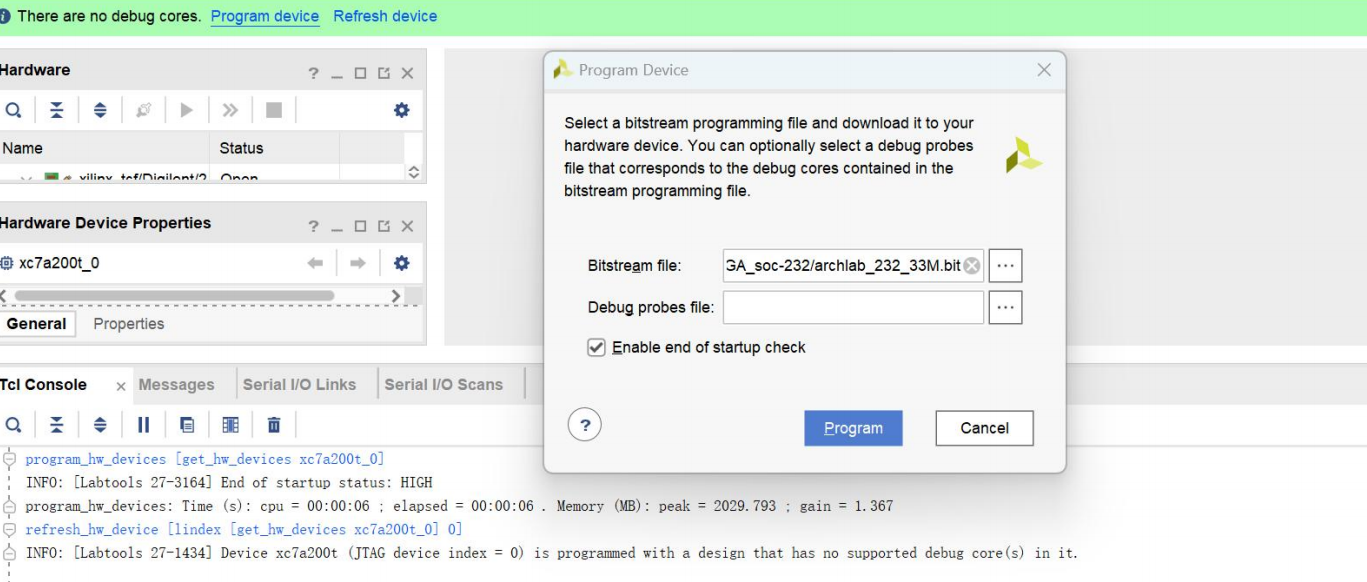 There are no debug cores. Program device Refresh device
Hardware
Name Status
xilinx_tcf/Digilent/2 Open
Hardware Device Properties
xc7a200t_0
General Properties
Program Device
Select a bitstream programming file and download it to your
hardware device. You can optionally select a debug probes
file that corresponds to the debug cores contained in the
bitstream programming file.
Bitstream file: GA_soc-232/archlab_232_33M.bit
Debug probes file:
Enable end of startup check
? Program Cancel
Tcl Console Messages Serial I/O Links Serial I/O Scans
program_hw_devices [get_hw_devices xc7a200t_0]
INFO: [Labtools 27-3164] End of startup status: HIGH
program_hw_devices: Time (s): cpu = 00:00:06 ; elapsed = 00:00:06 . Memory (MB): peak = 2029.793 ; gain = 1.367
refresh_hw_device [lindex [get_hw_devices xc7a200t_0] 0]
INFO: [Labtools 27-1434] Device xc7a200t (JTAG device index = 0) is programmed with a design that has no supported debug core(s) in it.